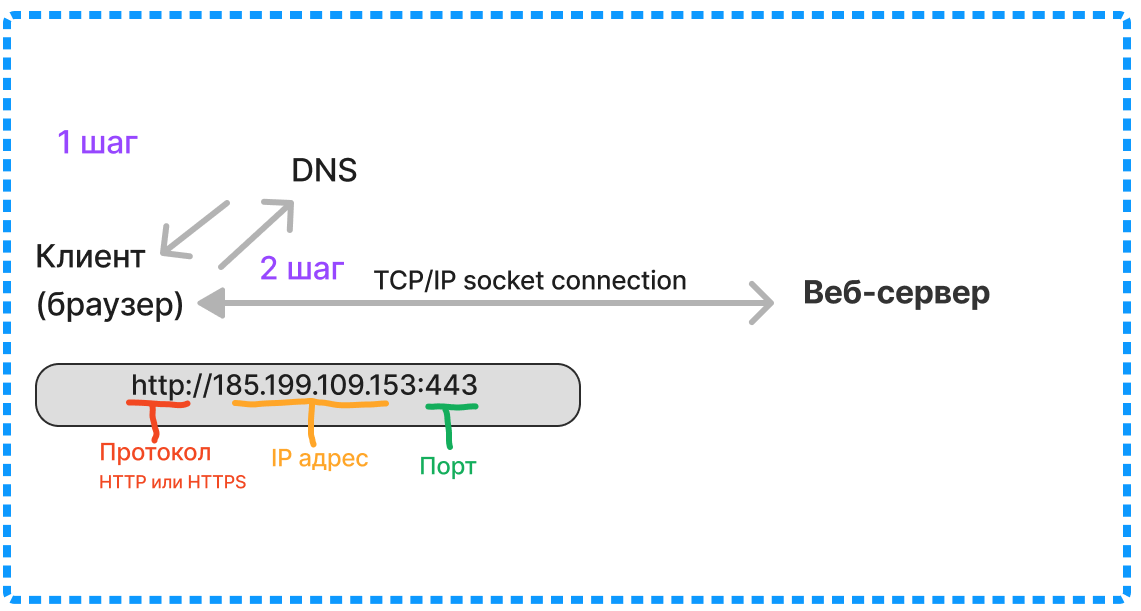 1 шаг
DNS
Клиент
(браузер)
2 шаг
TCP/IP socket connection
Веб-сервер
http://185.199.109.153:443
Протокол
HTTP или HTTPS
IP адрес
Порт